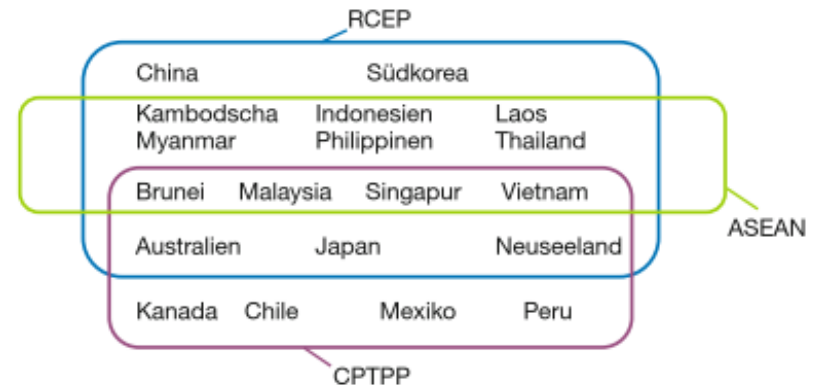 RCEP
China Südkorea
Kambodscha Indonesien Laos
Myanmar Philippinen Thailand
Brunei Malaysia Singapur Vietnam
ASEAN
Australien Japan Neuseeland
Kanada Chile Mexiko Peru
CPTPP